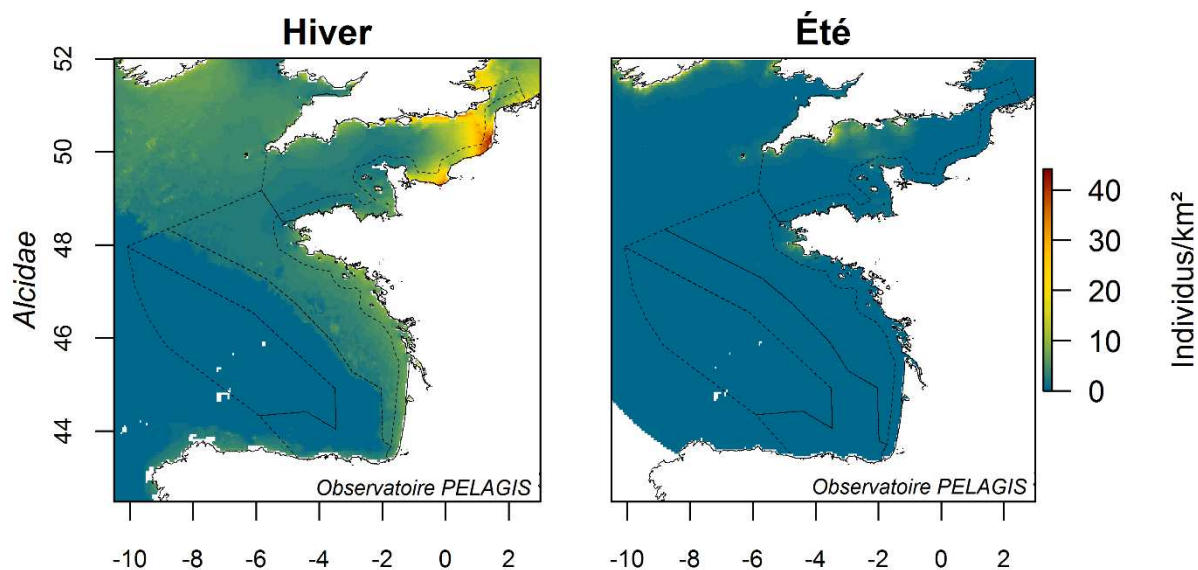 Hiver
Été
Alcidae
52
50
48
46
44
Observatoire PELAGIS
Observatoire PELAGIS
-10 -8 -6 -4 -2 0 2
-10 -8 -6 -4 -2 0 2
40
30
20
10
0
Individus/km²